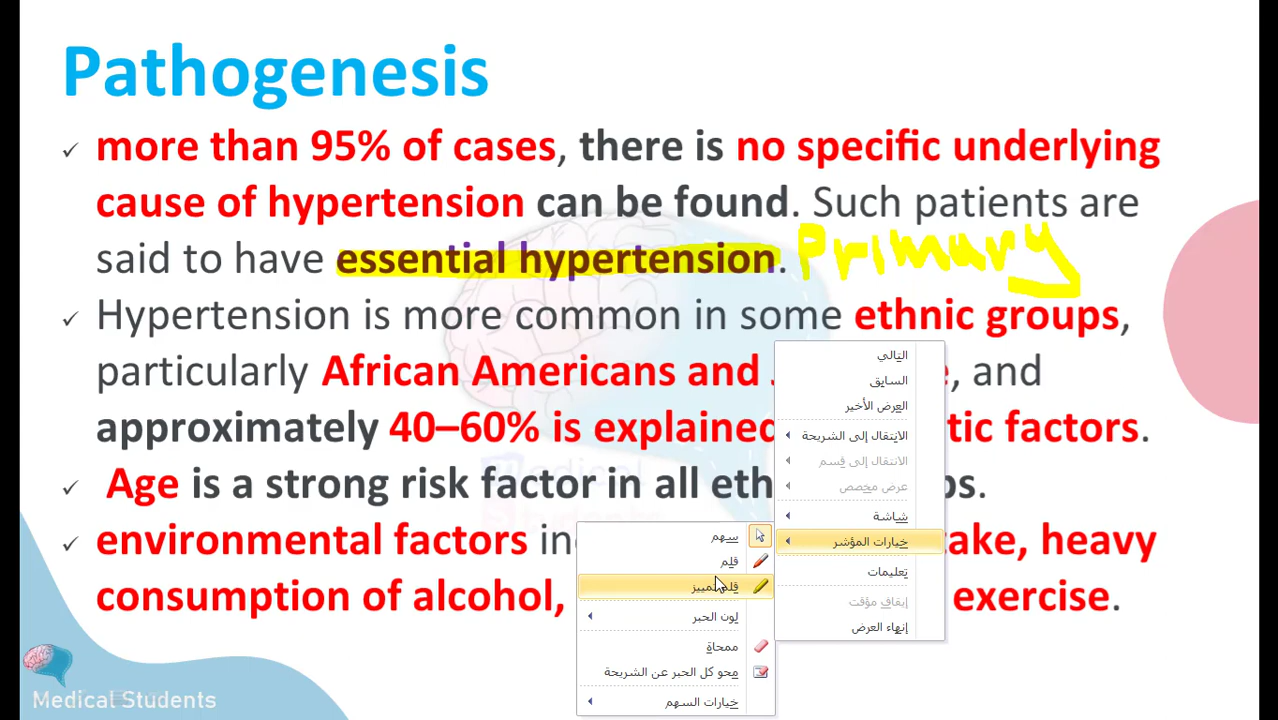 Pathogenesis
✓ more than 95% of cases, there is no specific underlying
cause of hypertension can be found. Such patients are
said to have essential hypertension. Primary
✓ Hypertension is more common in some ethnic groups,
particularly African Americans and , and
approximately 40–60% is explained tic factors.
✓ Age is a strong risk factor in all eth ps.
✓ environmental factors take, heavy
consumption of alcohol, exercise.
التالي
السابق
العرض الأخير
الانتقال إلى الشريحة
الانتقال إلى قسم
عرض مخصص
شاشة
خيارات المؤشر
تعليمات
إيقاف مؤقت
إنهاء العرض
سهم
قلم
قلم تمييز
لون الحبر
ممحاة
محو كل الحبر عن الشريحة
خيارات السهم
Medical Students